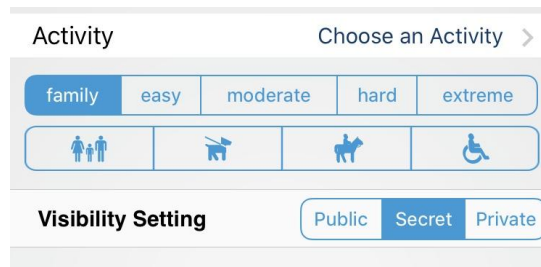 Activity Choose an Activity
family easy moderate hard extreme
Visibility Setting Public Secret Private